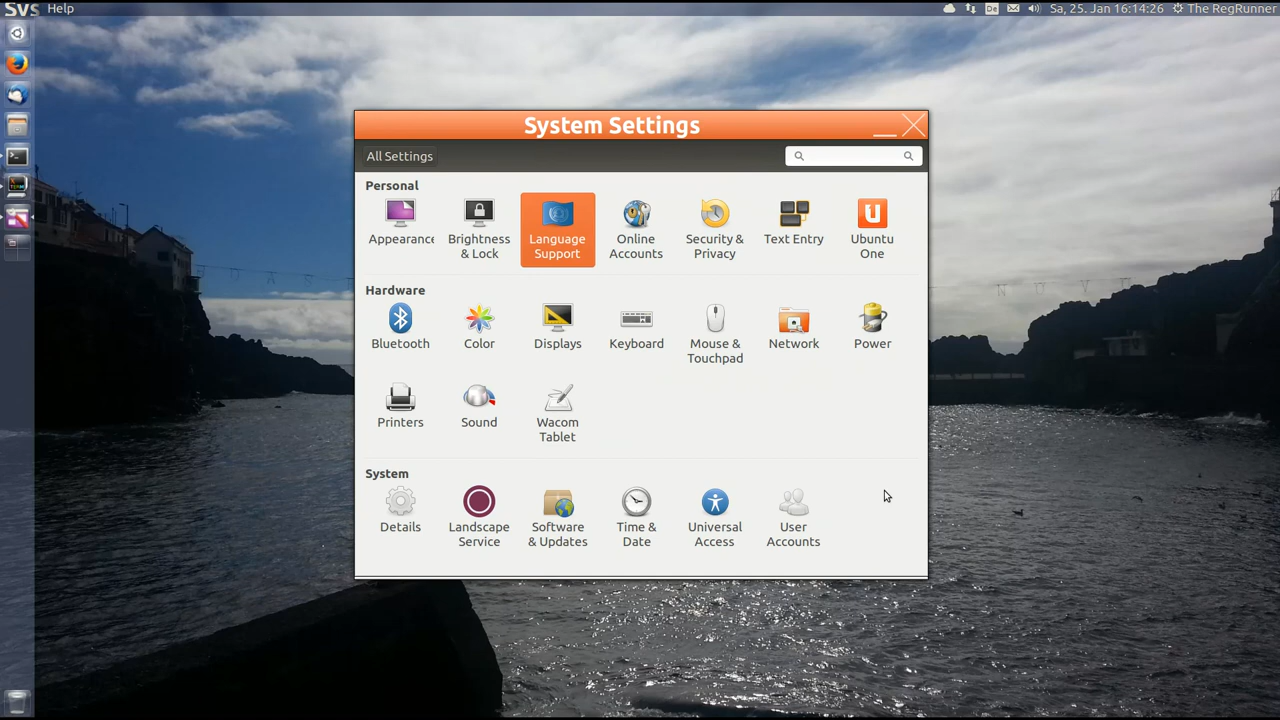 Sys Help De Sa, 25. Jan 16:14:26 The RegRunner
System Settings
All Settings
Personal
Appearance
Brightness
& Lock
Language
Support
Online
Accounts
Security &
Privacy
Text Entry
Ubuntu
One
Hardware
Bluetooth
Color
Displays
Keyboard
Mouse &
Touchpad
Network
Power
Printers
Sound
Wacom
Tablet
System
Details
Landscape
Service
Software
& Updates
Time &
Date
Universal
Access
User
Accounts